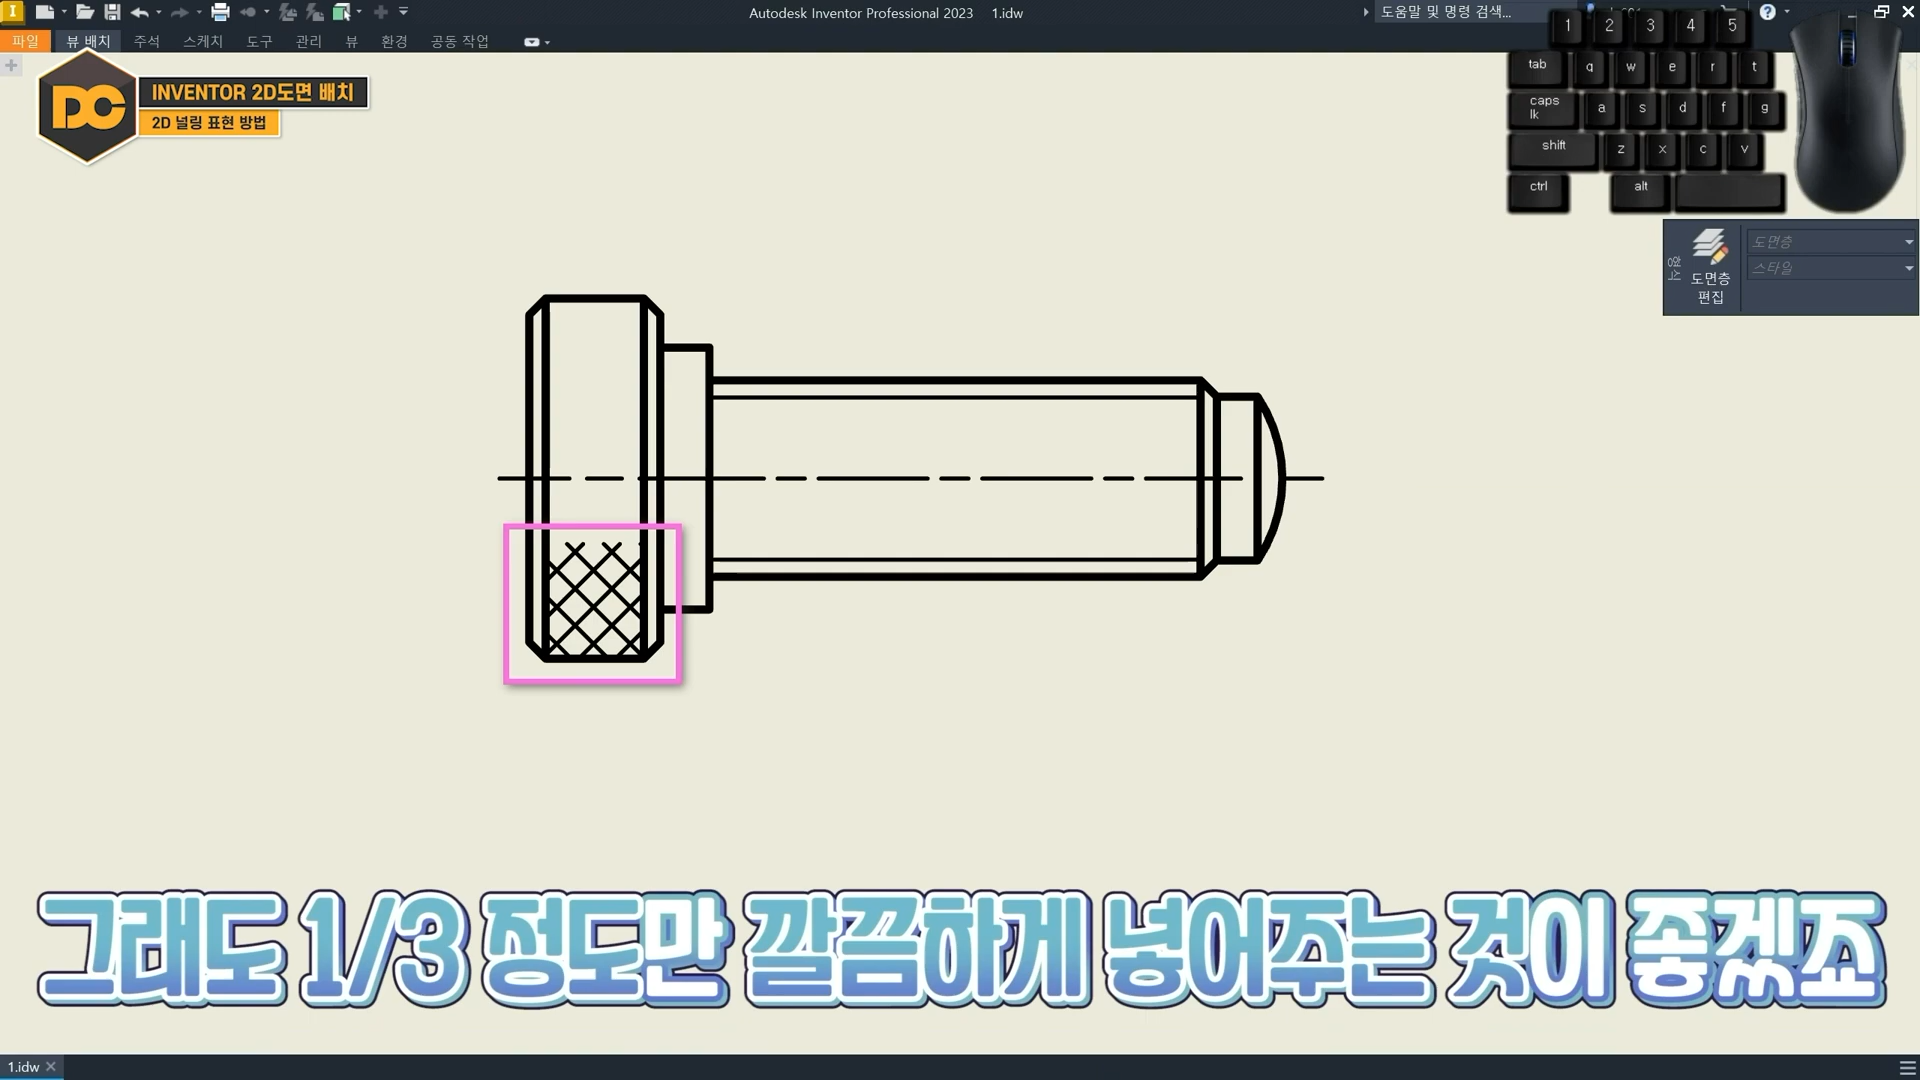 Autodesk Inventor Professional 2023 1.idw
도움말 및 명령 검색...
파일 뷰 배치 주석 스케치 도구 관리 뷰 환경 공동 작업
DC
INVENTOR 2D도면 배치
2D 널링 표현 방법
1 2 3 4 5
tab q w e r t
caps lk a s d f g
shift z x c v
ctrl alt
형식
도면층 편집
도면층
스타일
그래도 1/3 정도만 깔끔하게 넣어주는 것이 좋겠죠
1.idw